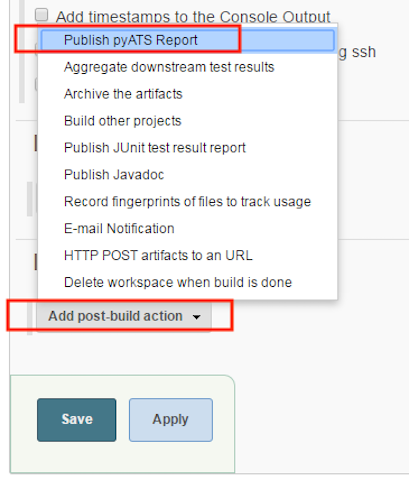 Add timestamps to the Console Output
Publish pyATS Report
g ssh
Aggregate downstream test results
Archive the artifacts
Build other projects
Publish JUnit test result report
Publish Javadoc
Record fingerprints of files to track usage
E-mail Notification
HTTP POST artifacts to an URL
Delete workspace when build is done
Add post-build action
Save Apply